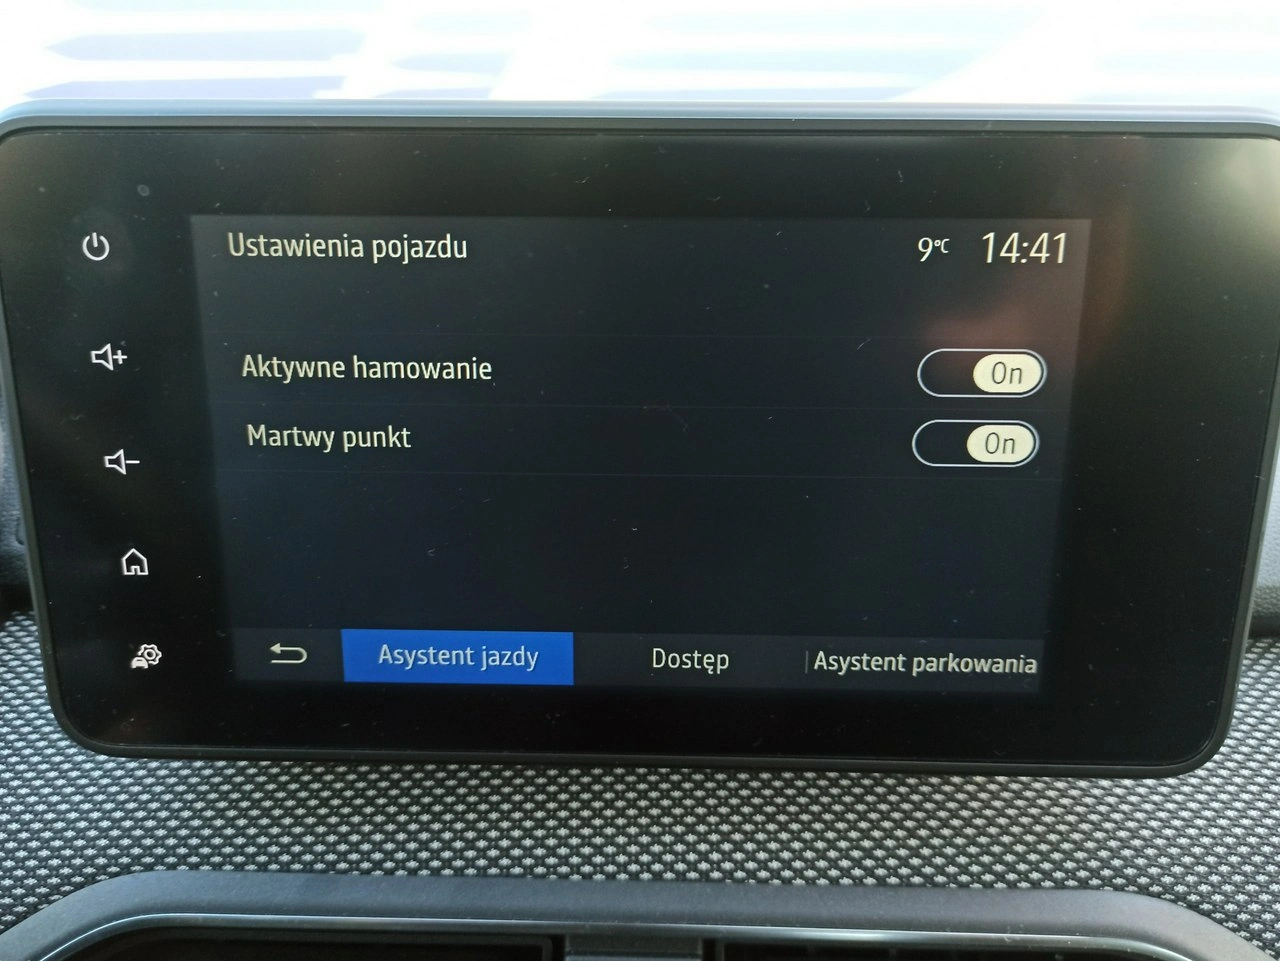 Ustawienia pojazdu
9°C 14:41
Aktywne hamowanie On
Martwy punkt On
Asystent jazdy Dostęp Asystent parkowania